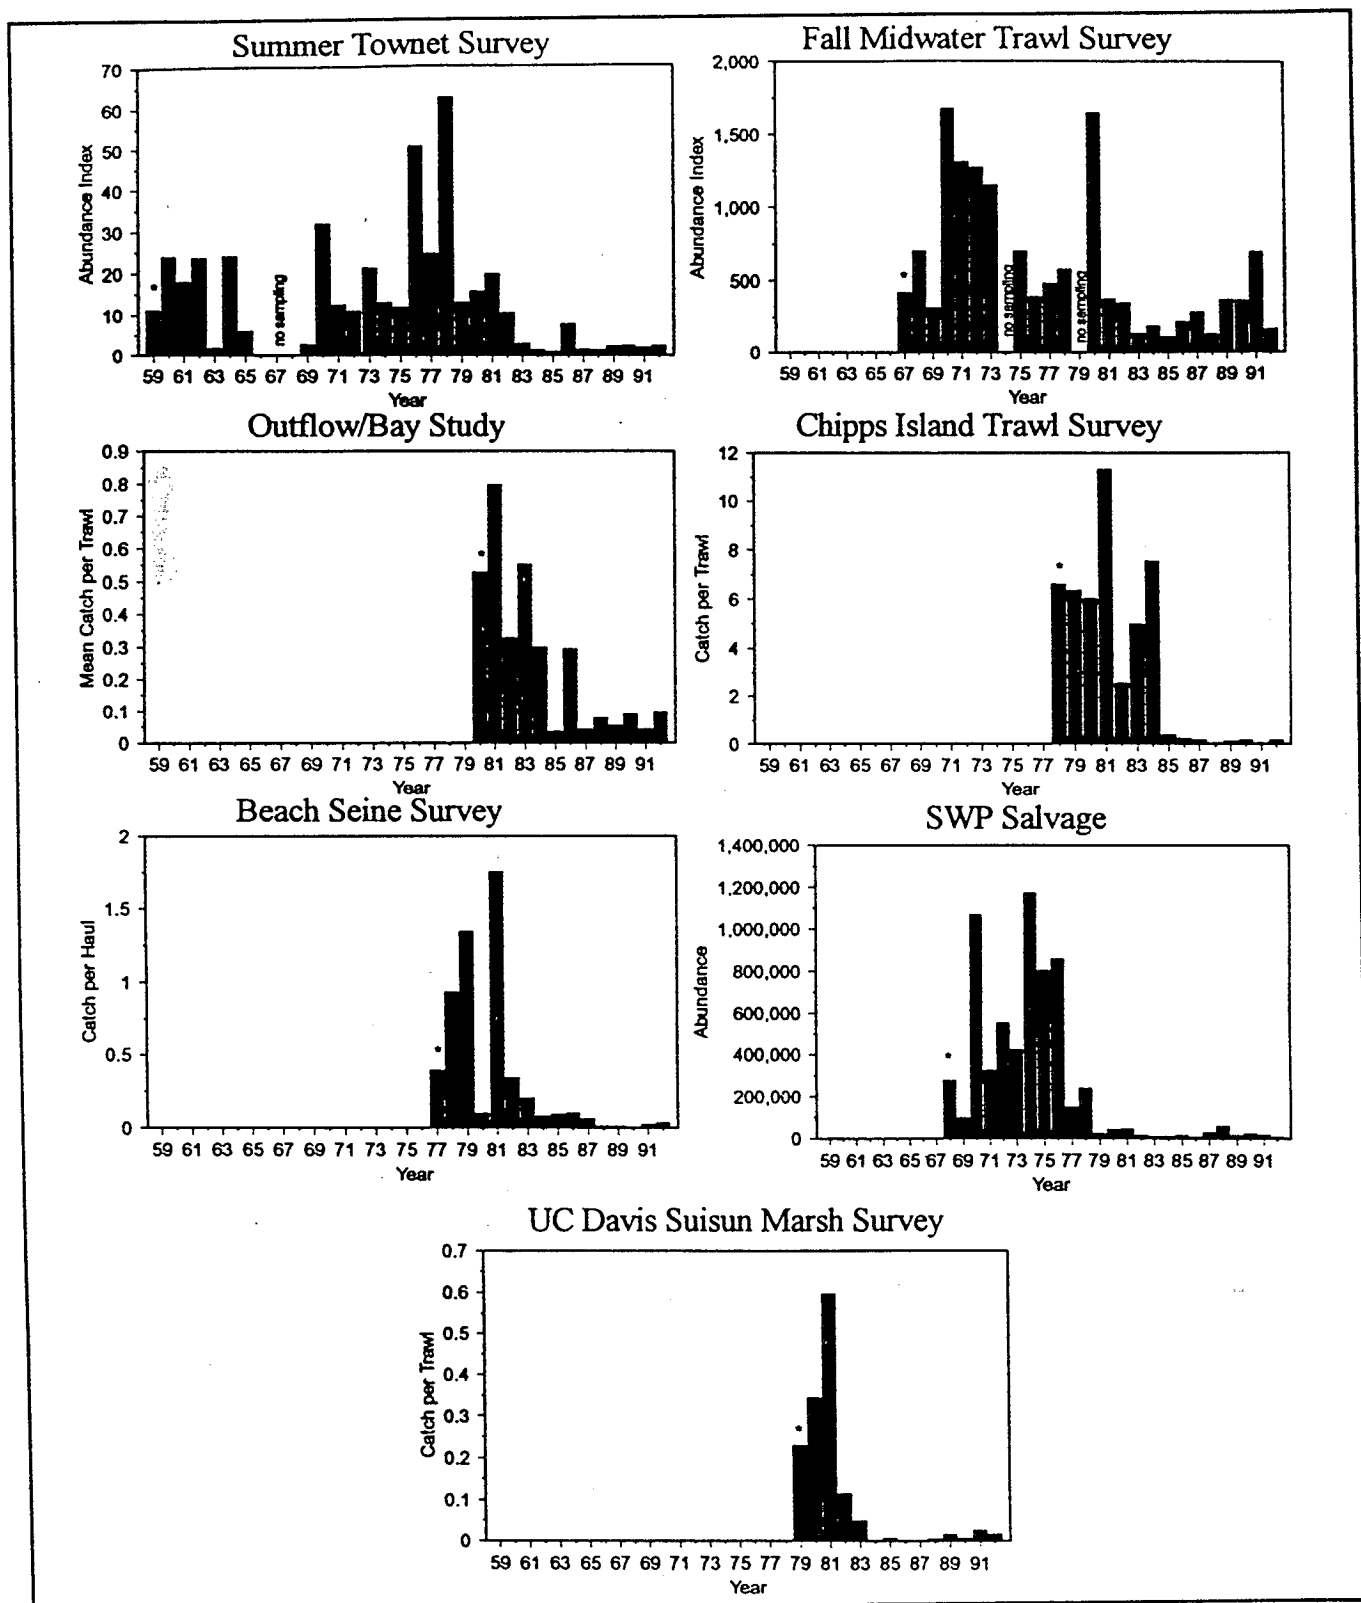 Summer Townet Survey
70
60
50
40
30
20
10
0
Abundance Index
*
no sampling
59 61 63 65 67 69 71 73 75 77 79 81 83 85 87 89 91
Year
Fall Midwater Trawl Survey
2,000
1,500
1,000
500
0
Abundance Index
*
no sampling
no sampling
59 61 63 65 67 69 71 73 75 77 79 81 83 85 87 89 91
Year
Outflow/Bay Study
0.9
0.8
0.7
0.6
0.5
0.4
0.3
0.2
0.1
0
Mean Catch per Trawl
*
59 61 63 65 67 69 71 73 75 77 79 81 83 85 87 89 91
Year
Chipps Island Trawl Survey
12
10
8
6
4
2
0
Catch per Trawl
*
59 61 63 65 67 69 71 73 75 77 79 81 83 85 87 89 91
Year
Beach Seine Survey
2
1.5
1
0.5
0
Catch per Haul
*
59 61 63 65 67 69 71 73 75 77 79 81 83 85 87 89 91
Year
SWP Salvage
1,400,000
1,200,000
1,000,000
800,000
600,000
400,000
200,000
0
Abundance
*
59 61 63 65 67 69 71 73 75 77 79 81 83 85 87 89 91
Year
UC Davis Suisun Marsh Survey
0.7
0.6
0.5
0.4
0.3
0.2
0.1
0
Catch per Trawl
*
59 61 63 65 67 69 71 73 75 77 79 81 83 85 87 89 91
Year